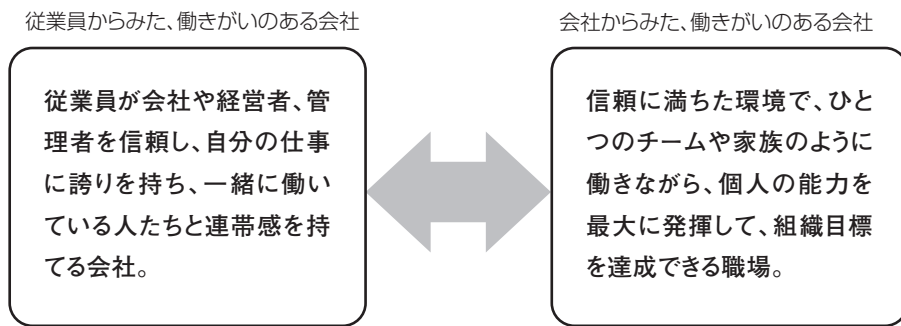 従業員からみた、働きがいのある会社
従業員が会社や経営者、管
理者を信頼し、自分の仕事
に誇りを持ち、一緒に働い
ている人たちと連帯感を持
てる会社。
会社からみた、働きがいのある会社
信頼に満ちた環境で、ひと
つのチームや家族のように
働きながら、個人の能力を
最大に発揮して、組織目標
を達成できる職場。